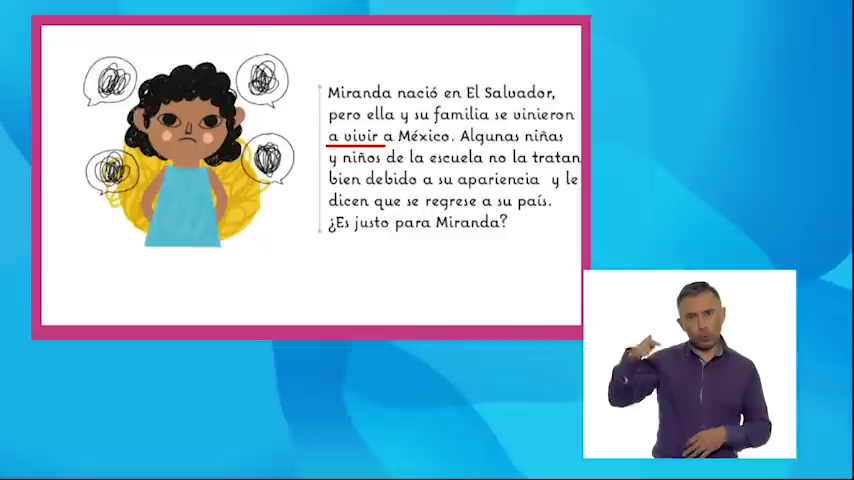 Miranda nació en El Salvador,
pero ella y su familia se vinieron
a vivir a México. Algunas niñas
y niños de la escuela no la tratan
bien debido a su apariencia y le
dicen que se regrese a su país.
¿Es justo para Miranda?